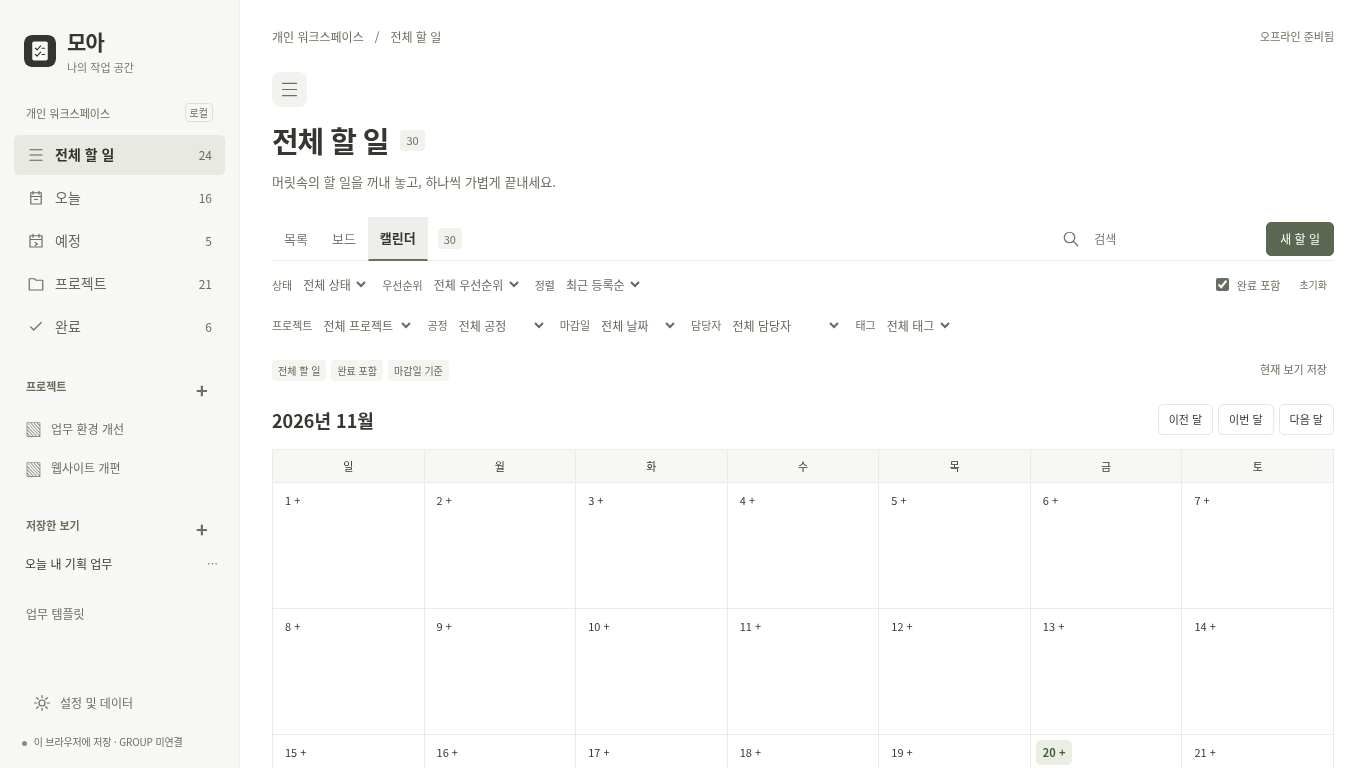 모아
나의 작업 공간
개인 워크스페이스 로컬
전체 할 일 24
오늘 16
예정 5
프로젝트 21
완료 6
프로젝트 +
업무 환경 개선
웹사이트 개편
저장한 보기 +
오늘 내 기획 업무 ···
업무 템플릿
설정 및 데이터
이 브라우저에 저장 · GROUP 미연결
개인 워크스페이스 / 전체 할 일 오프라인 준비됨
전체 할 일 30
머릿속의 할 일을 꺼내 놓고, 하나씩 가볍게 끝내세요.
목록 보드 캘린더 30 검색 새 할 일
상태 전체 상태 우선순위 전체 우선순위 정렬 최근 등록순 완료 포함 초기화
프로젝트 전체 프로젝트 공정 전체 공정 마감일 전체 날짜 담당자 전체 담당자 태그 전체 태그
전체 할 일 완료 포함 마감일 기준 현재 보기 저장
2026년 11월 이전 달 이번 달 다음 달
일 월 화 수 목 금 토
1 + 2 + 3 + 4 + 5 + 6 + 7 +
8 + 9 + 10 + 11 + 12 + 13 + 14 +
15 + 16 + 17 + 18 + 19 + 20 + 21 +